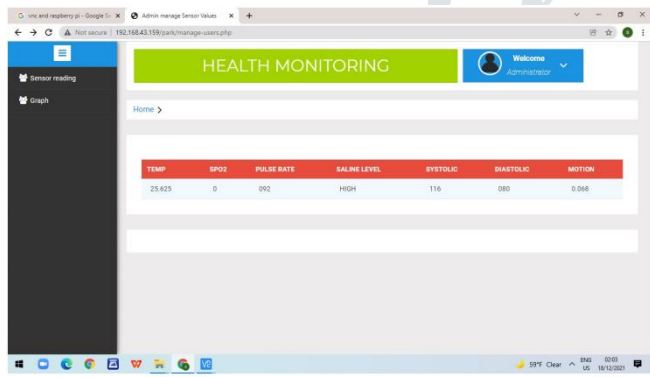 vnc and raspberry pi - Google Se
Admin manage Sensor Values
Not secure | 192.168.43.159/park/manage-users.php
Sensor reading
Graph
HEALTH MONITORING
Welcome
Administrator
Home >
TEMP SPO2 PULSE RATE SALINE LEVEL SYSTOLIC DIASTOLIC MOTION
25.625 0 092 HIGH 116 080 0.068
59°F Clear
ENG
US
03:03
18/12/2021